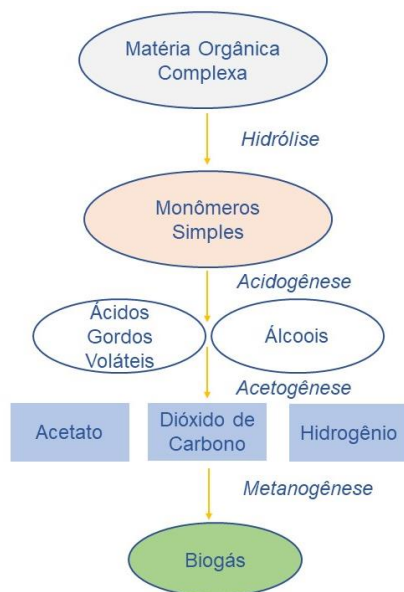 Matéria Orgânica
Complexa
Hidrólise
Monômeros
Simples
Acidogênese
Ácidos
Gordos
Voláteis
Álcoois
Acetogênese
Acetato
Dióxido de
Carbono
Hidrogênio
Metanogênese
Biogás